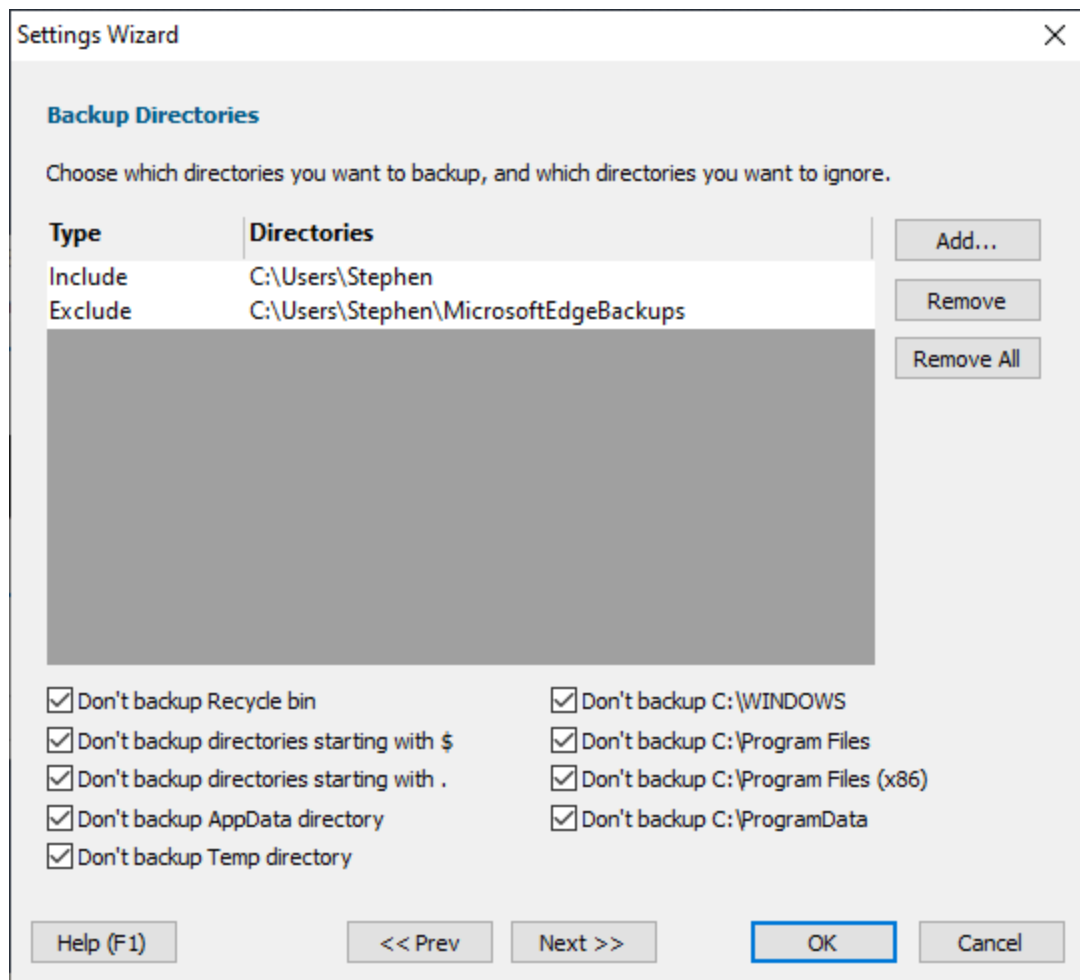 Settings Wizard
Backup Directories
Choose which directories you want to backup, and which directories you want to ignore.
Type Directories
Add...
Include C:\Users\Stephen
Exclude C:\Users\Stephen\MicrosoftEdgeBackups
Remove
Remove All
Don't backup Recycle bin Don't backup C:\WINDOWS
Don't backup directories starting with $ Don't backup C:\Program Files
Don't backup directories starting with . Don't backup C:\Program Files (x86)
Don't backup AppData directory Don't backup C:\ProgramData
Don't backup Temp directory
Help (F1) << Prev Next >> OK Cancel